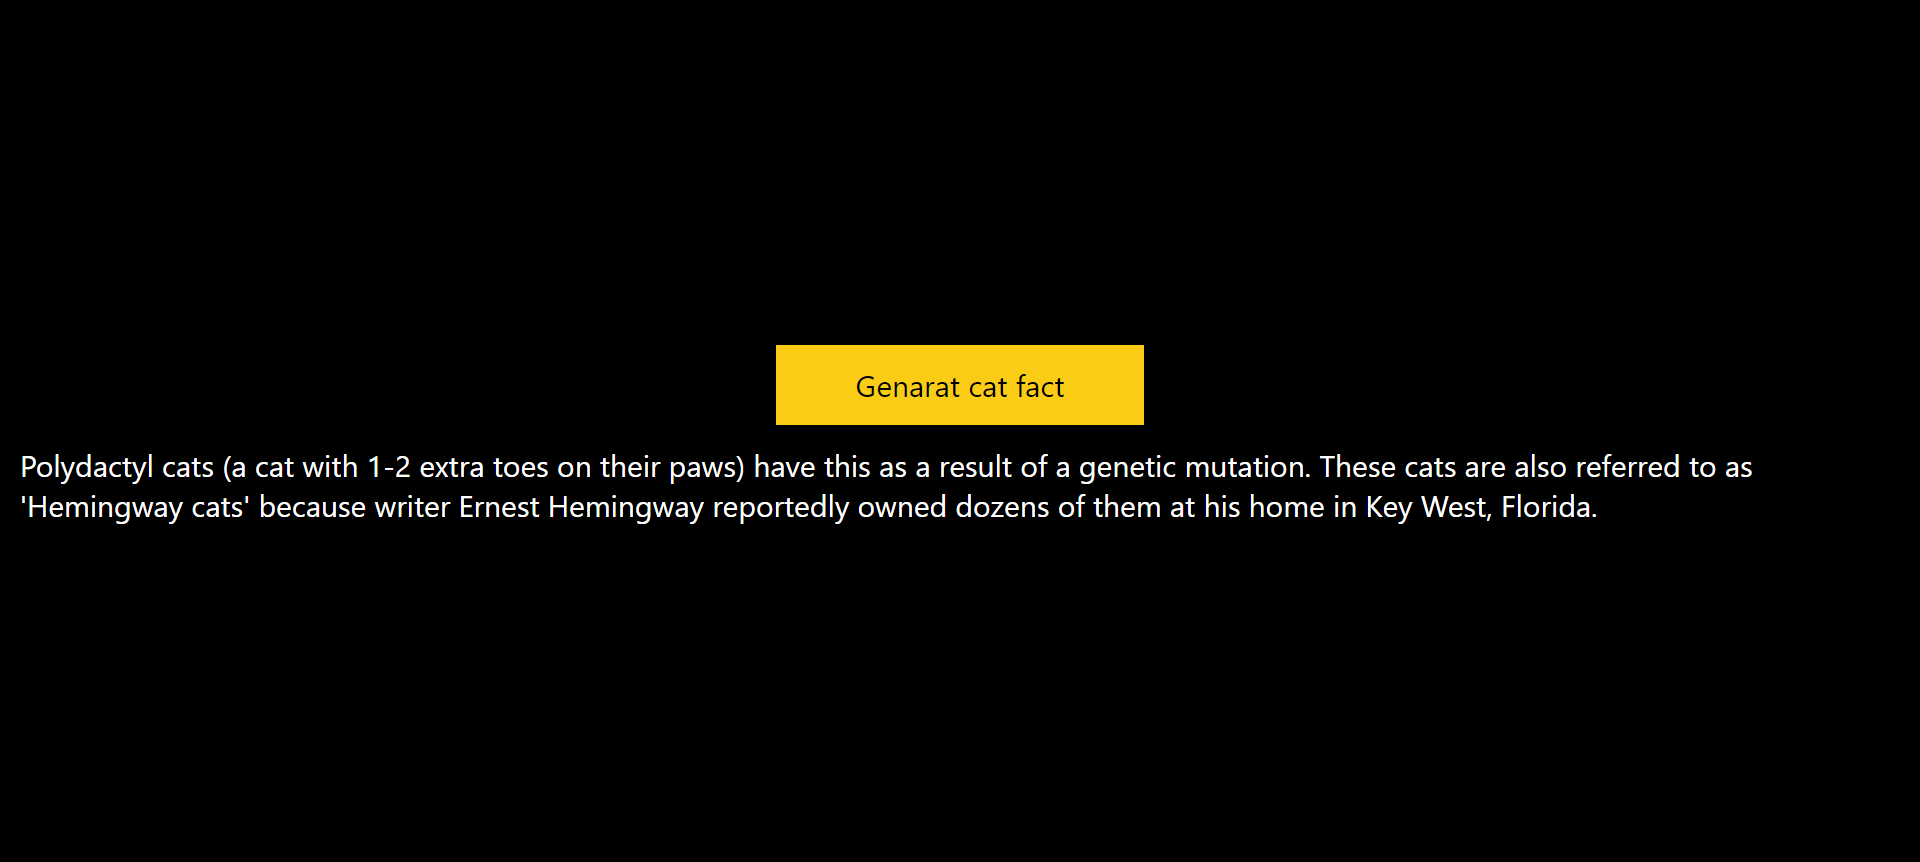 Genarat cat fact
Polydactyl cats (a cat with 1-2 extra toes on their paws) have this as a result of a genetic mutation. These cats are also referred to as
'Hemingway cats' because writer Ernest Hemingway reportedly owned dozens of them at his home in Key West, Florida.